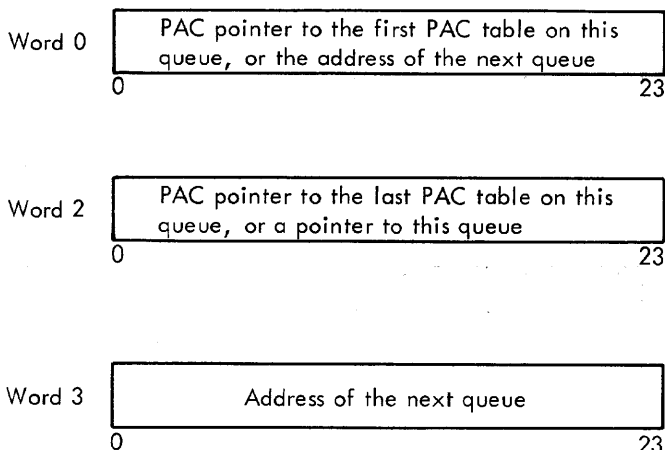 Word 0
PAC pointer to the first PAC table on this
queue, or the address of the next queue
0 23
Word 2
PAC pointer to the last PAC table on this
queue, or a pointer to this queue
0 23
Word 3
Address of the next queue
0 23